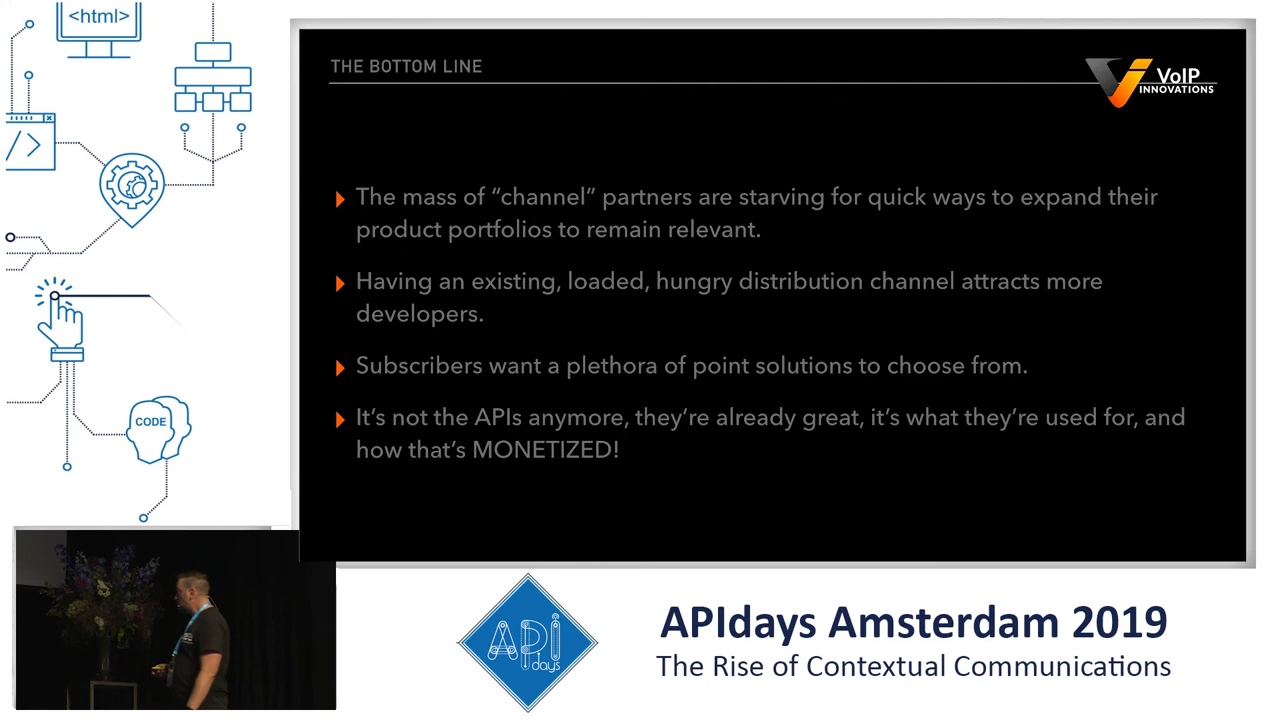 <html>
THE BOTTOM LINE
VoIP
INNOVATIONS
</>
The mass of “channel” partners are starving for quick ways to expand their
product portfolios to remain relevant.
Having an existing, loaded, hungry distribution channel attracts more
developers.
Subscribers want a plethora of point solutions to choose from.
CODE
It’s not the APIs anymore, they’re already great, it’s what they’re used for, and
how that’s MONETIZED!
API
days
APIdays Amsterdam 2019
The Rise of Contextual Communications